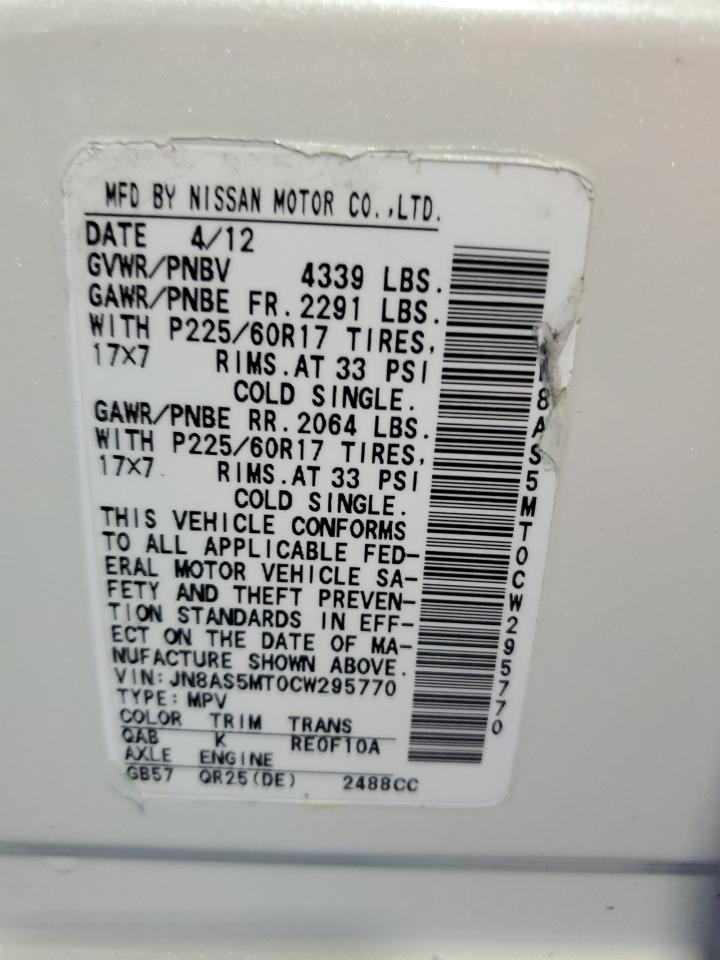 MFD BY NISSAN MOTOR CO.,LTD.
DATE 4/12
GVWR/PNBV 4339 LBS.
GAWR/PNBE FR.2291 LBS.
WITH P225/60R17 TIRES,
17X7 RIMS.AT 33 PSI
COLD SINGLE.
GAWR/PNBE RR.2064 LBS.
WITH P225/60R17 TIRES,
17X7 RIMS.AT 33 PSI
COLD SINGLE.
THIS VEHICLE CONFORMS
TO ALL APPLICABLE FED-
ERAL MOTOR VEHICLE SA-
FETY AND THEFT PREVEN-
TION STANDARDS IN EFF-
ECT ON THE DATE OF MA-
NUFACTURE SHOWN ABOVE.
VIN:JN8AS5MT0CW295770
TYPE:MPV
COLOR TRIM TRANS
QAB K RE0F10A
AXLE ENGINE
GB57 QR25(DE) 2488CC
8AS5MT0CW295770